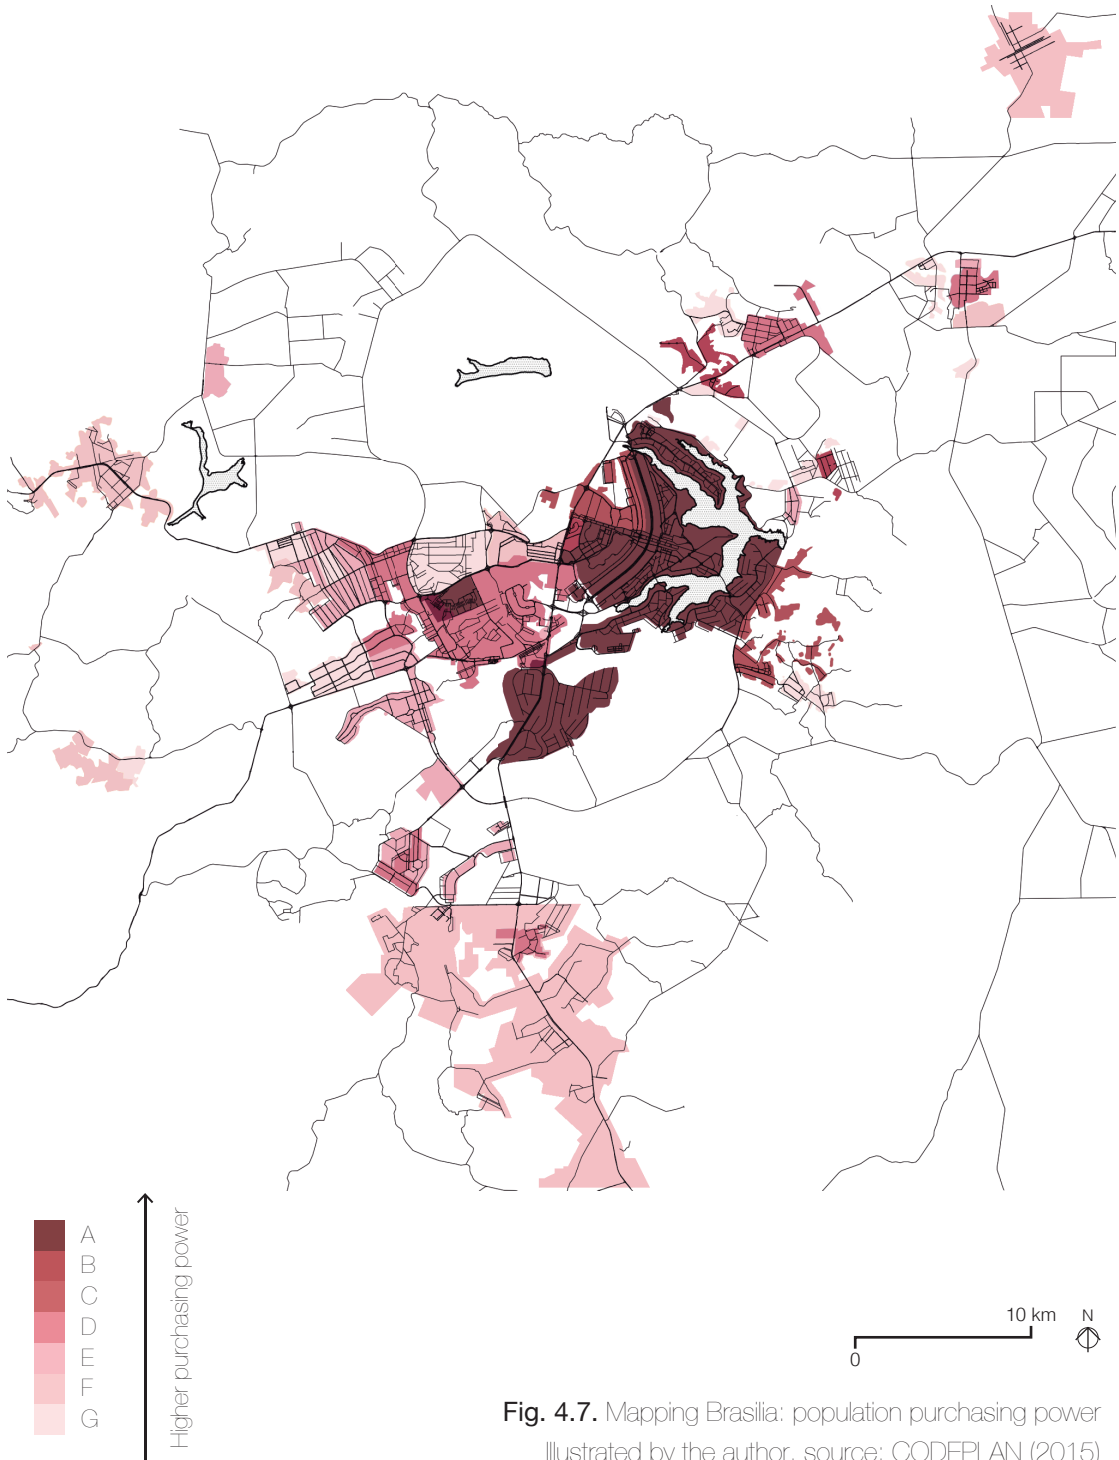 A
B
C
D
E
F
G
Higher purchasing power
10 km
N
0
Fig. 4.7. Mapping Brasilia: population purchasing power
Illustrated by the author, source: CODEPLAN (2015)